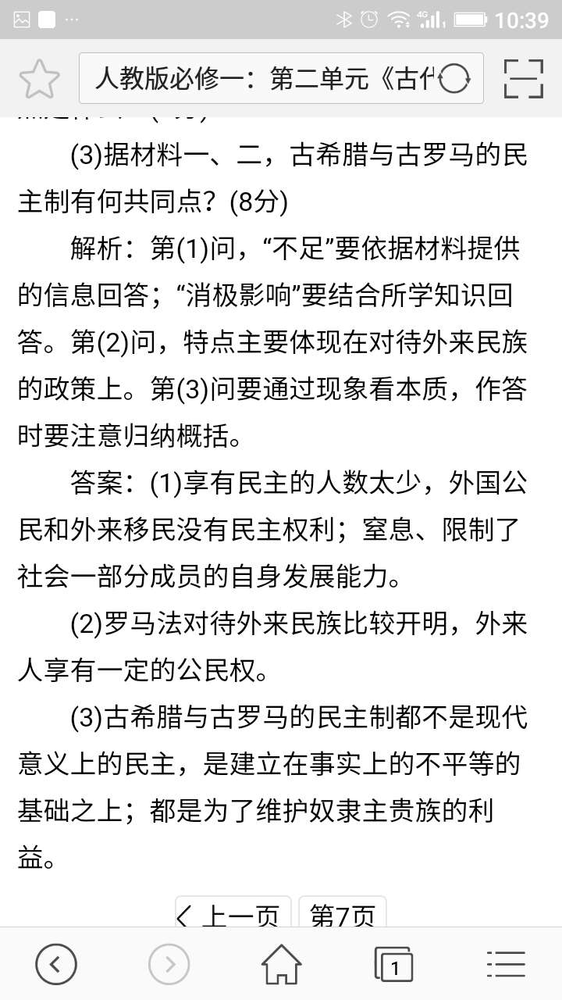 4G 1 10:39
人教版必修一：第二单元《古代
(3)据材料一、二，古希腊与古罗马的民
主制有何共同点？(8分)
解析：第(1)问，“不足”要依据材料提供
的信息回答；“消极影响”要结合所学知识回
答。第(2)问，特点主要体现在对待外来民族
的政策上。第(3)问要通过现象看本质，作答
时要注意归纳概括。
答案：(1)享有民主的人数太少，外国公
民和外来移民没有民主权利；窒息、限制了
社会一部分成员的自身发展能力。
(2)罗马法对待外来民族比较开明，外来
人享有一定的公民权。
(3)古希腊与古罗马的民主制都不是现代
意义上的民主，是建立在事实上的不平等的
基础之上；都是为了维护奴隶主贵族的利
益。
上一页 第7页
1